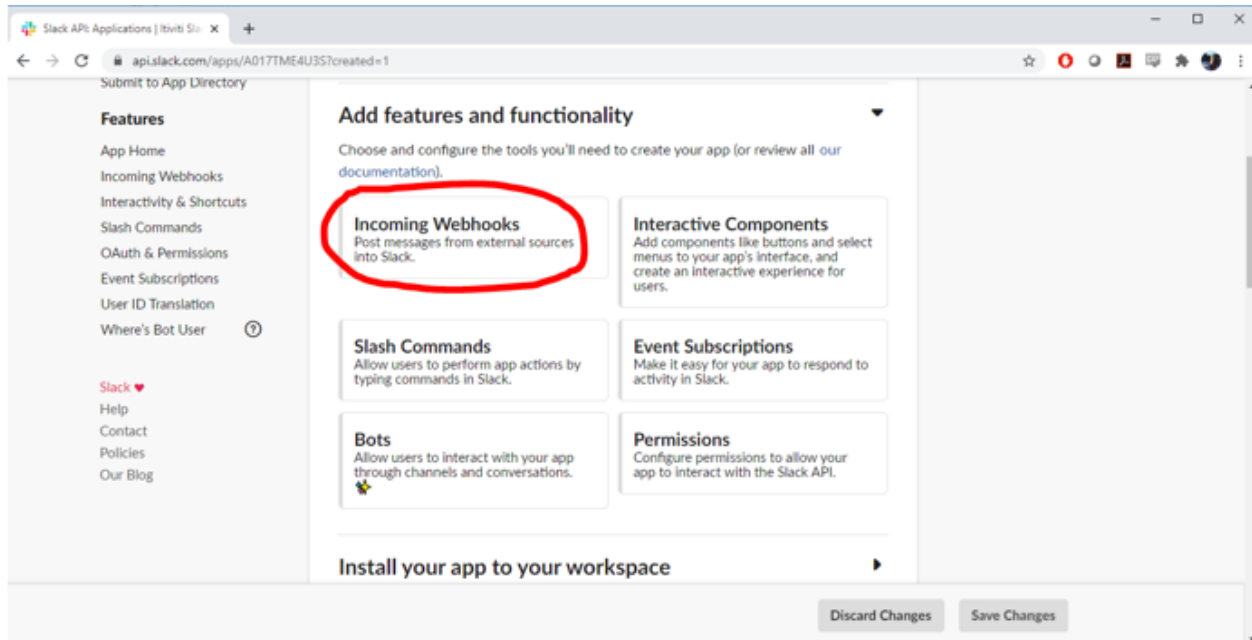 Slack API: Applications | Itiviti Sla
api.slack.com/apps/A017TME4U3S?created=1
Submit to App Directory
Features
App Home
Incoming Webhooks
Interactivity & Shortcuts
Slash Commands
OAuth & Permissions
Event Subscriptions
User ID Translation
Where's Bot User
?
Slack ♥
Help
Contact
Policies
Our Blog
Add features and functionality
Choose and configure the tools you'll need to create your app (or review all our
documentation).
Incoming Webhooks
Post messages from external sources
into Slack.
Interactive Components
Add components like buttons and select
menus to your app's interface, and
create an interactive experience for
users.
Slash Commands
Allow users to perform app actions by
typing commands in Slack.
Event Subscriptions
Make it easy for your app to respond to
activity in Slack.
Bots
Allow users to interact with your app
through channels and conversations.
Permissions
Configure permissions to allow your
app to interact with the Slack API.
Install your app to your workspace
Discard Changes
Save Changes